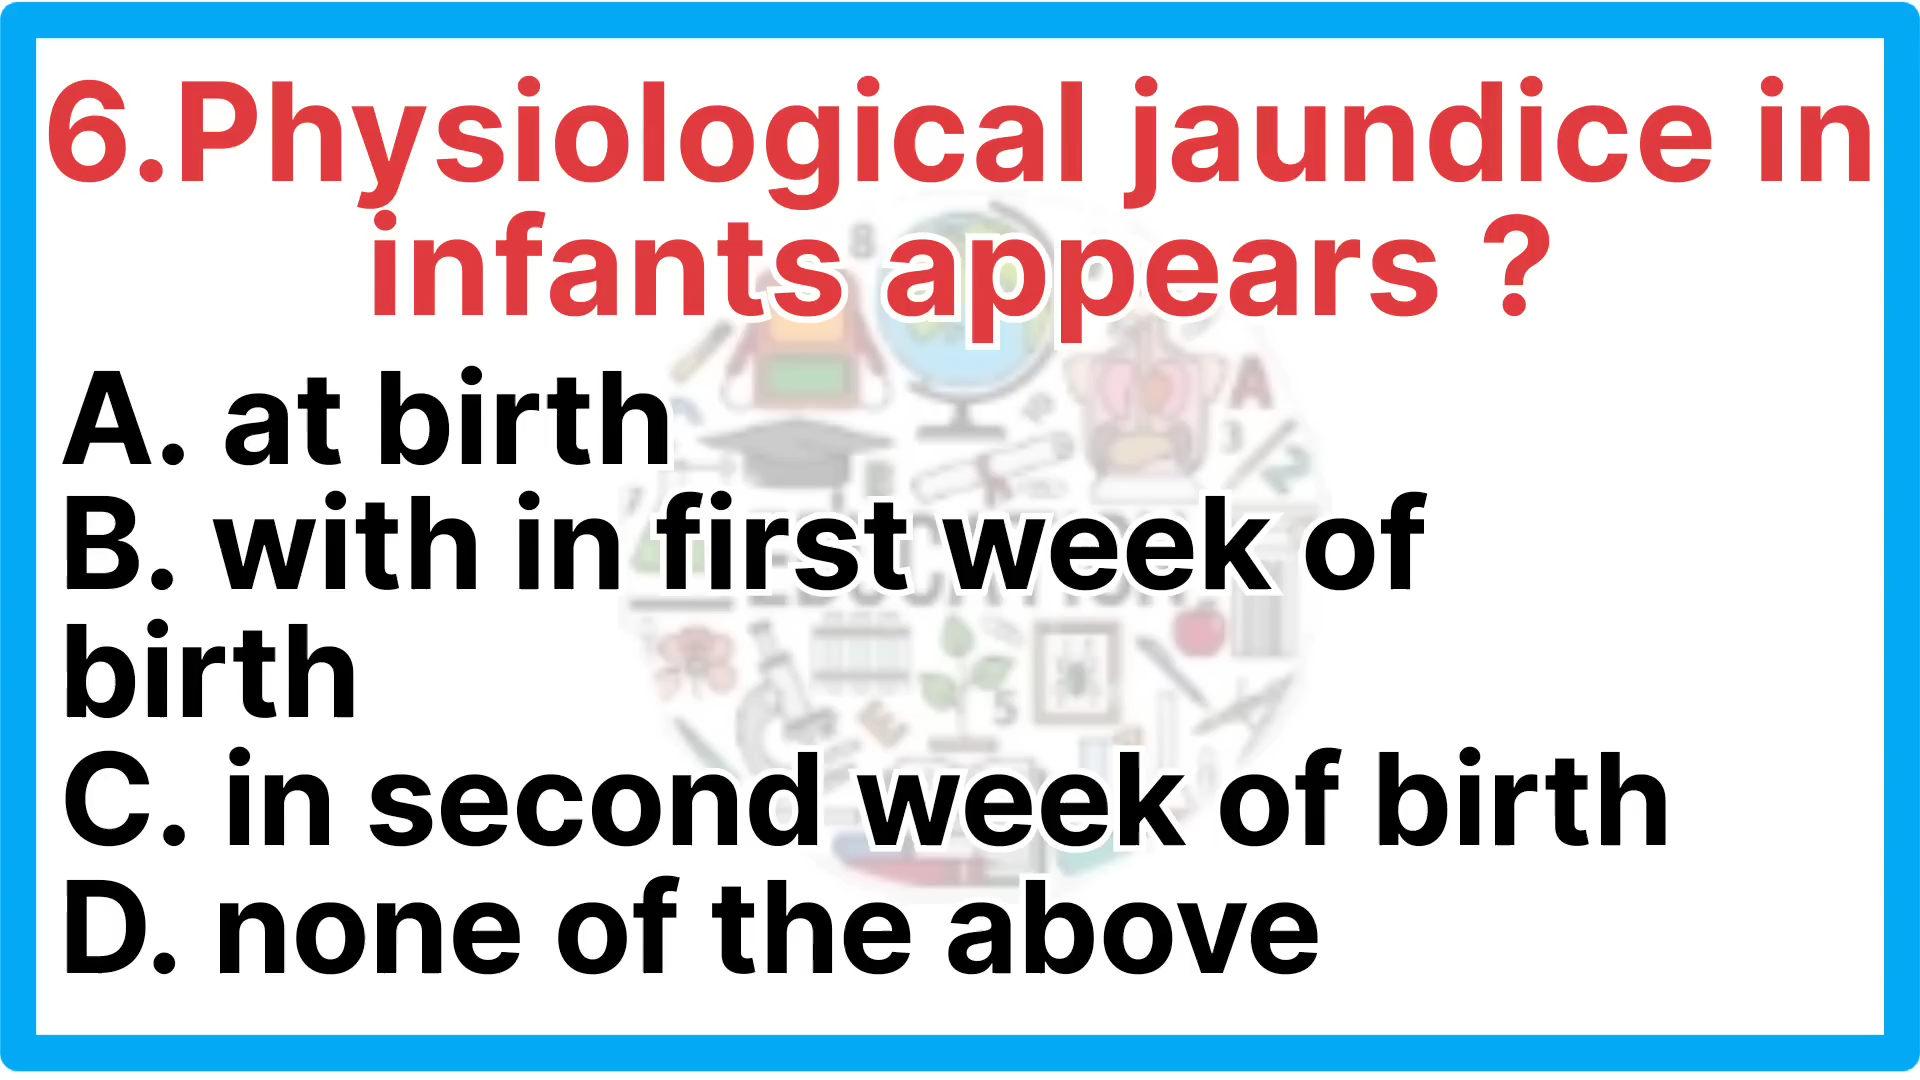 6.Physiological jaundice in
infants appears ?
A. at birth
B. with in first week of
birth
C. in second week of birth
D. none of the above